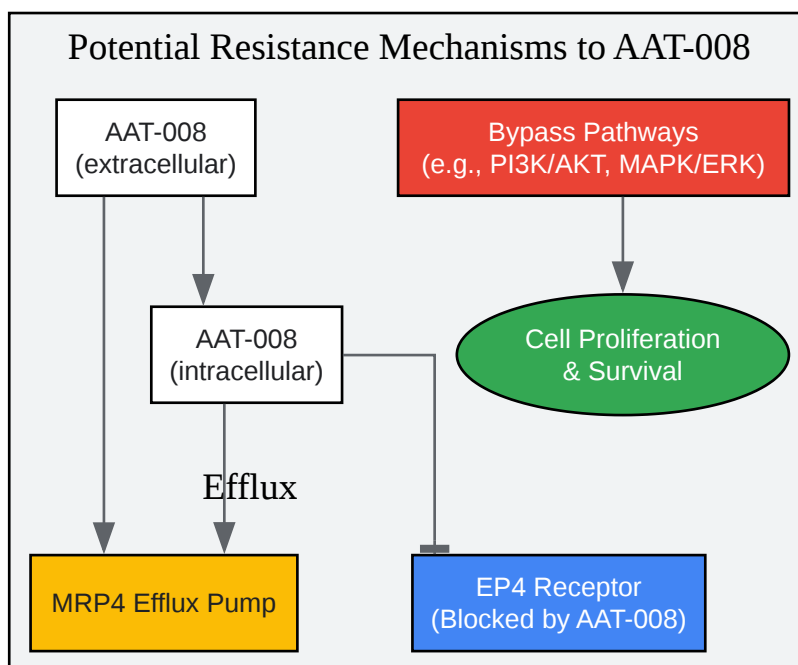 Potential Resistance Mechanisms to AAT-008
AAT-008
(extracellular)
Bypass Pathways
(e.g., PI3K/AKT, MAPK/ERK)
AAT-008
(intracellular)
Cell Proliferation
& Survival
Efflux
MRP4 Efflux Pump
EP4 Receptor
(Blocked by AAT-008)